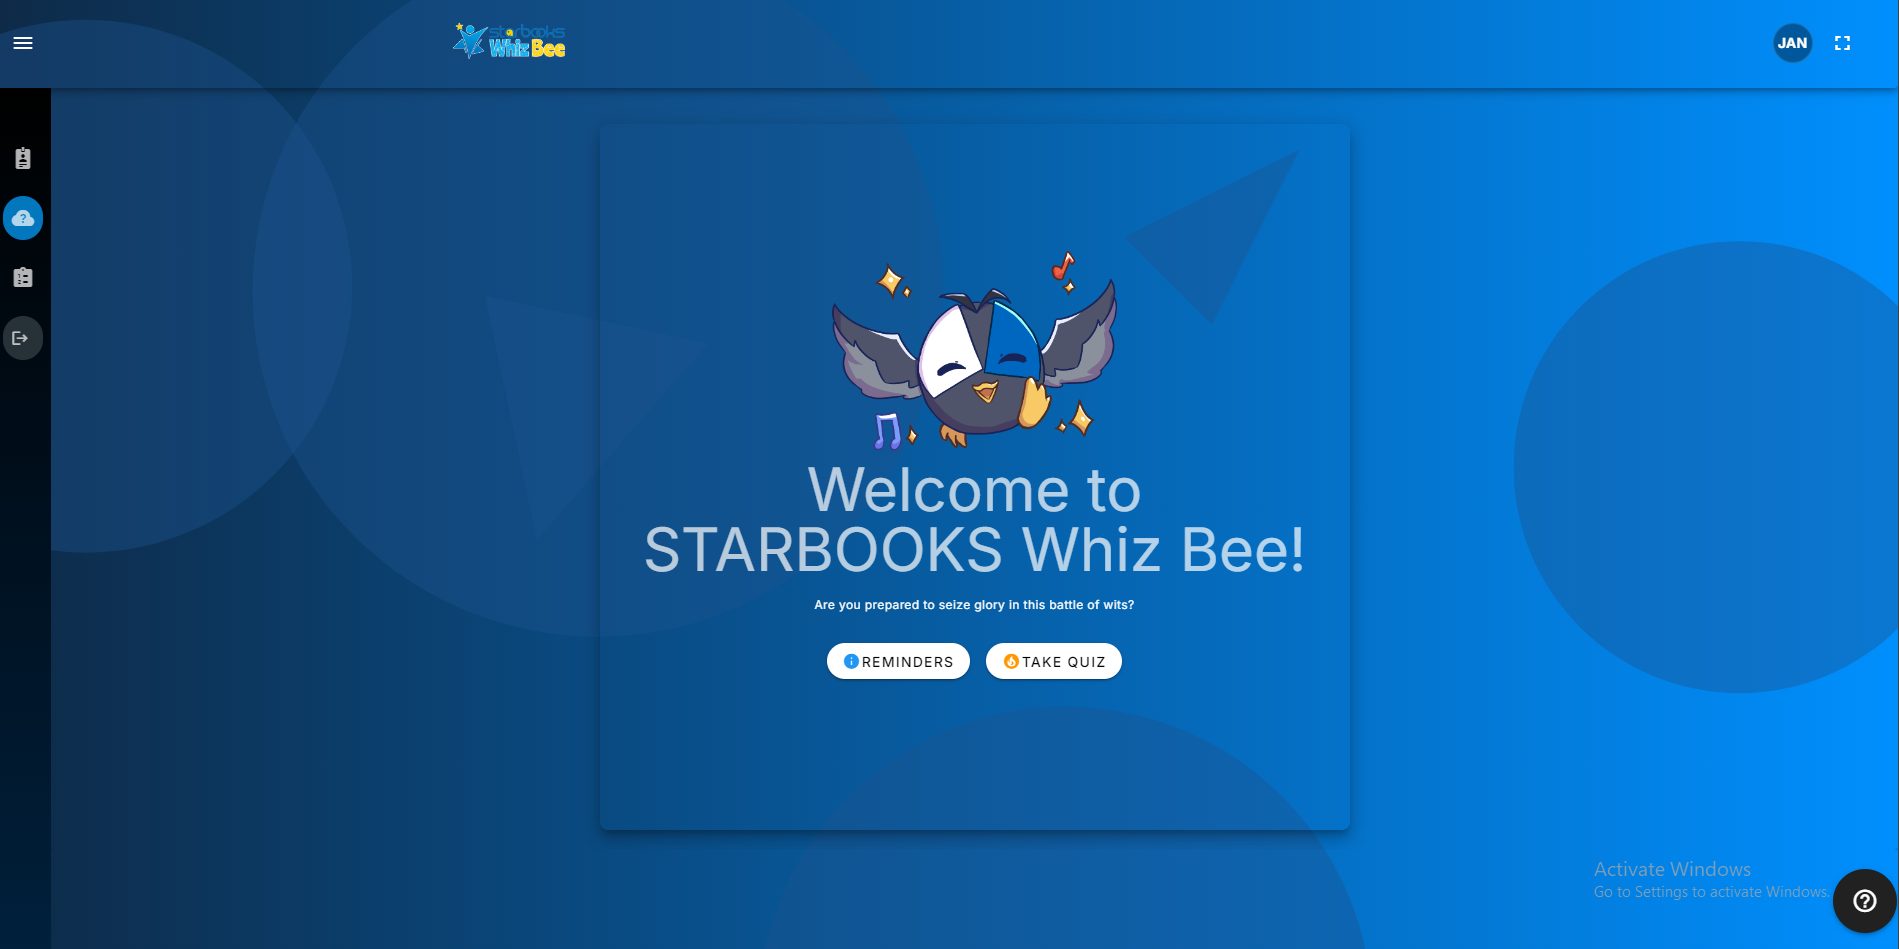 starbooks
Whiz Bee
JAN
Welcome to
STARBOOKS Whiz Bee!
Are you prepared to seize glory in this battle of wits?
REMINDERS
TAKE QUIZ
Activate Windows
Go to Settings to activate Windows.